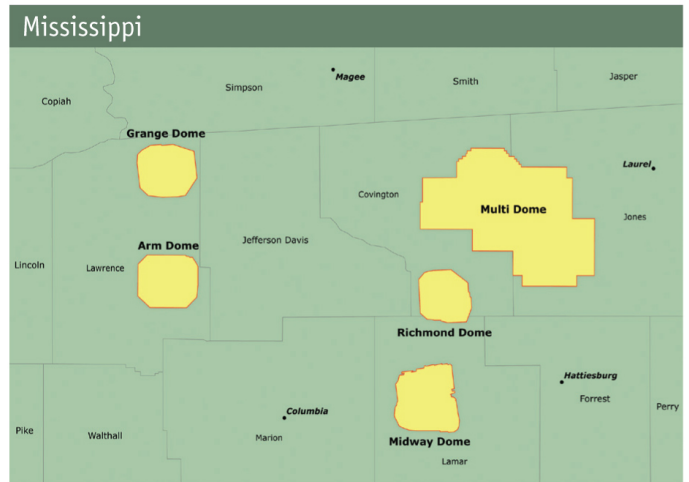 Mississippi
Magee
Simpson
Smith
Jasper
Copiah
Grange Dome
Laurel
Covington
Multi Dome
Jones
Jefferson Davis
Arm Dome
Lincoln
Lawrence
Richmond Dome
Hattiesburg
Forrest
Columbia
Perry
Pike
Walthall
Marion
Midway Dome
Lamar